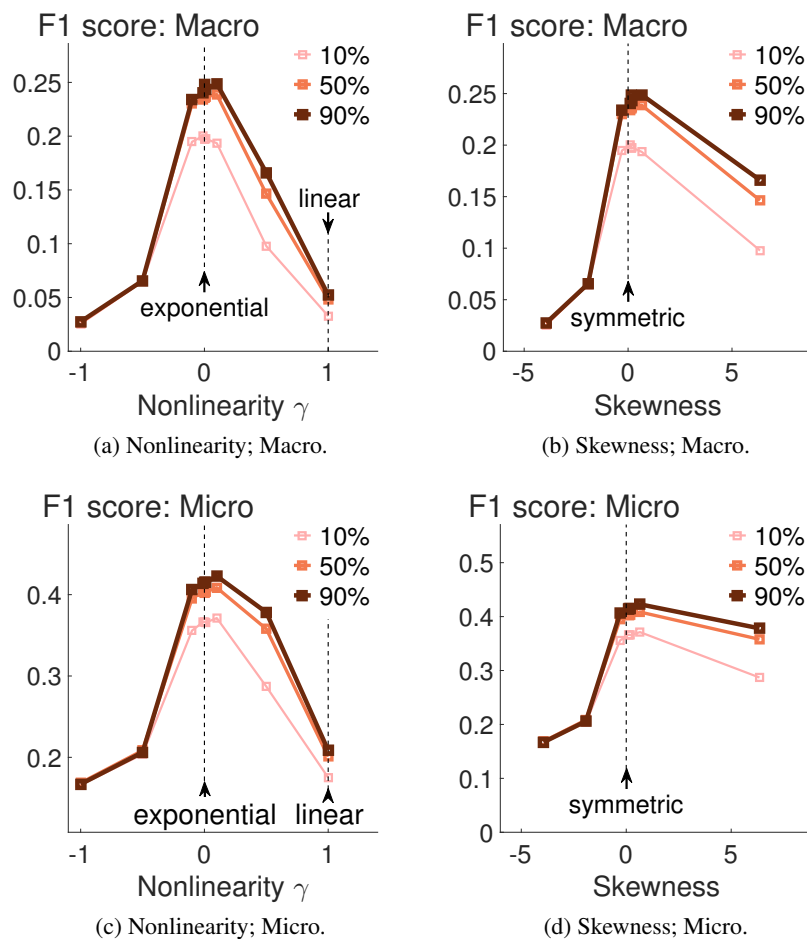 F1 score: Macro
10%
50%
90%
0.25
0.2
0.15
0.1
0.05
0
linear
exponential
-1
0
1
Nonlinearity γ
(a) Nonlinearity; Macro.
F1 score: Macro
10%
50%
90%
0.25
0.2
0.15
0.1
0.05
0
symmetric
-5
0
5
Skewness
(b) Skewness; Macro.
F1 score: Micro
10%
50%
90%
0.4
0.3
0.2
exponential
linear
-1
0
1
Nonlinearity γ
(c) Nonlinearity; Micro.
F1 score: Micro
10%
50%
90%
0.5
0.4
0.3
0.2
0.1
0
symmetric
-5
0
5
Skewness
(d) Skewness; Micro.